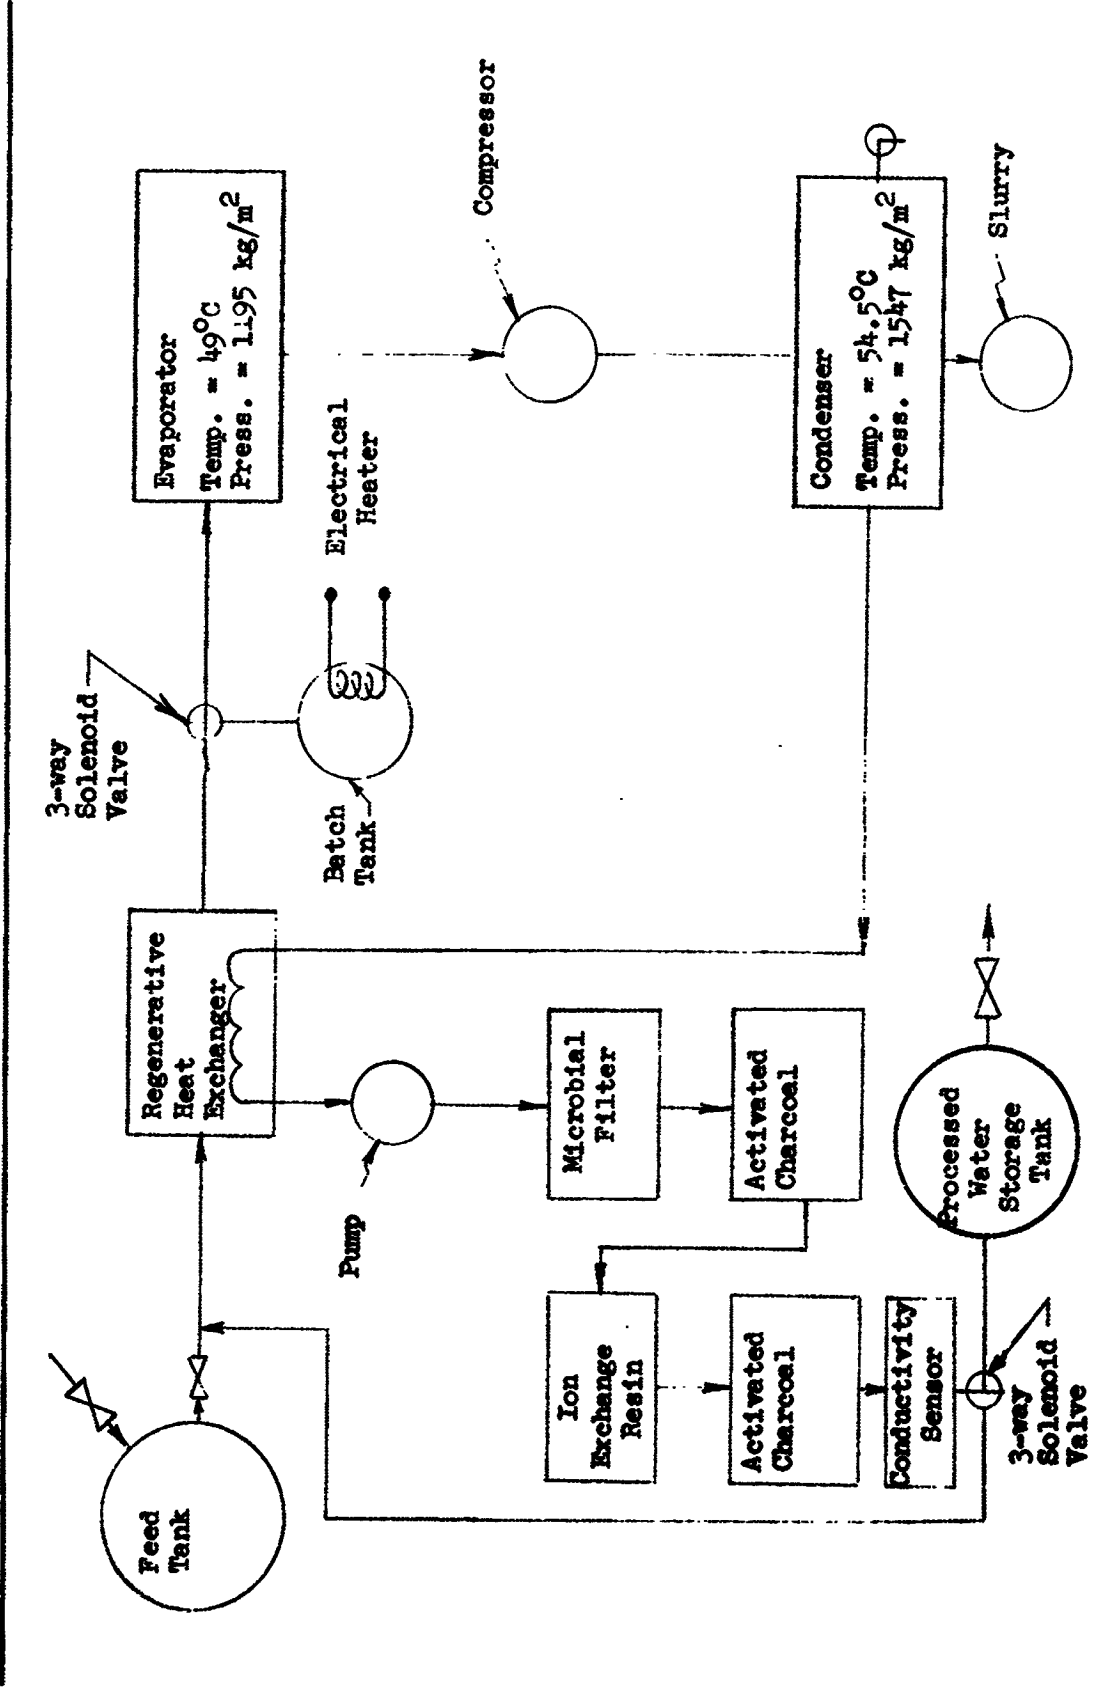 Feed
Tank
Regenerative
Heat
Exchanger
3-way
Solenoid
Valve
Evaporator
Temp. = 49°C
Press. = 1195 kg/m2
Batch
Tank
Electrical
Heater
Compressor
Pump
Ion
Exchange
Resin
Microbial
Filter
Activated
Charcoal
Activated
Charcoal
Condenser
Temp. = 54.5°C
Press. = 1547 kg/m2
Conductivity
Sensor
Processed
Water
Storage
Tank
Slurry
3-way
Solenoid
Valve